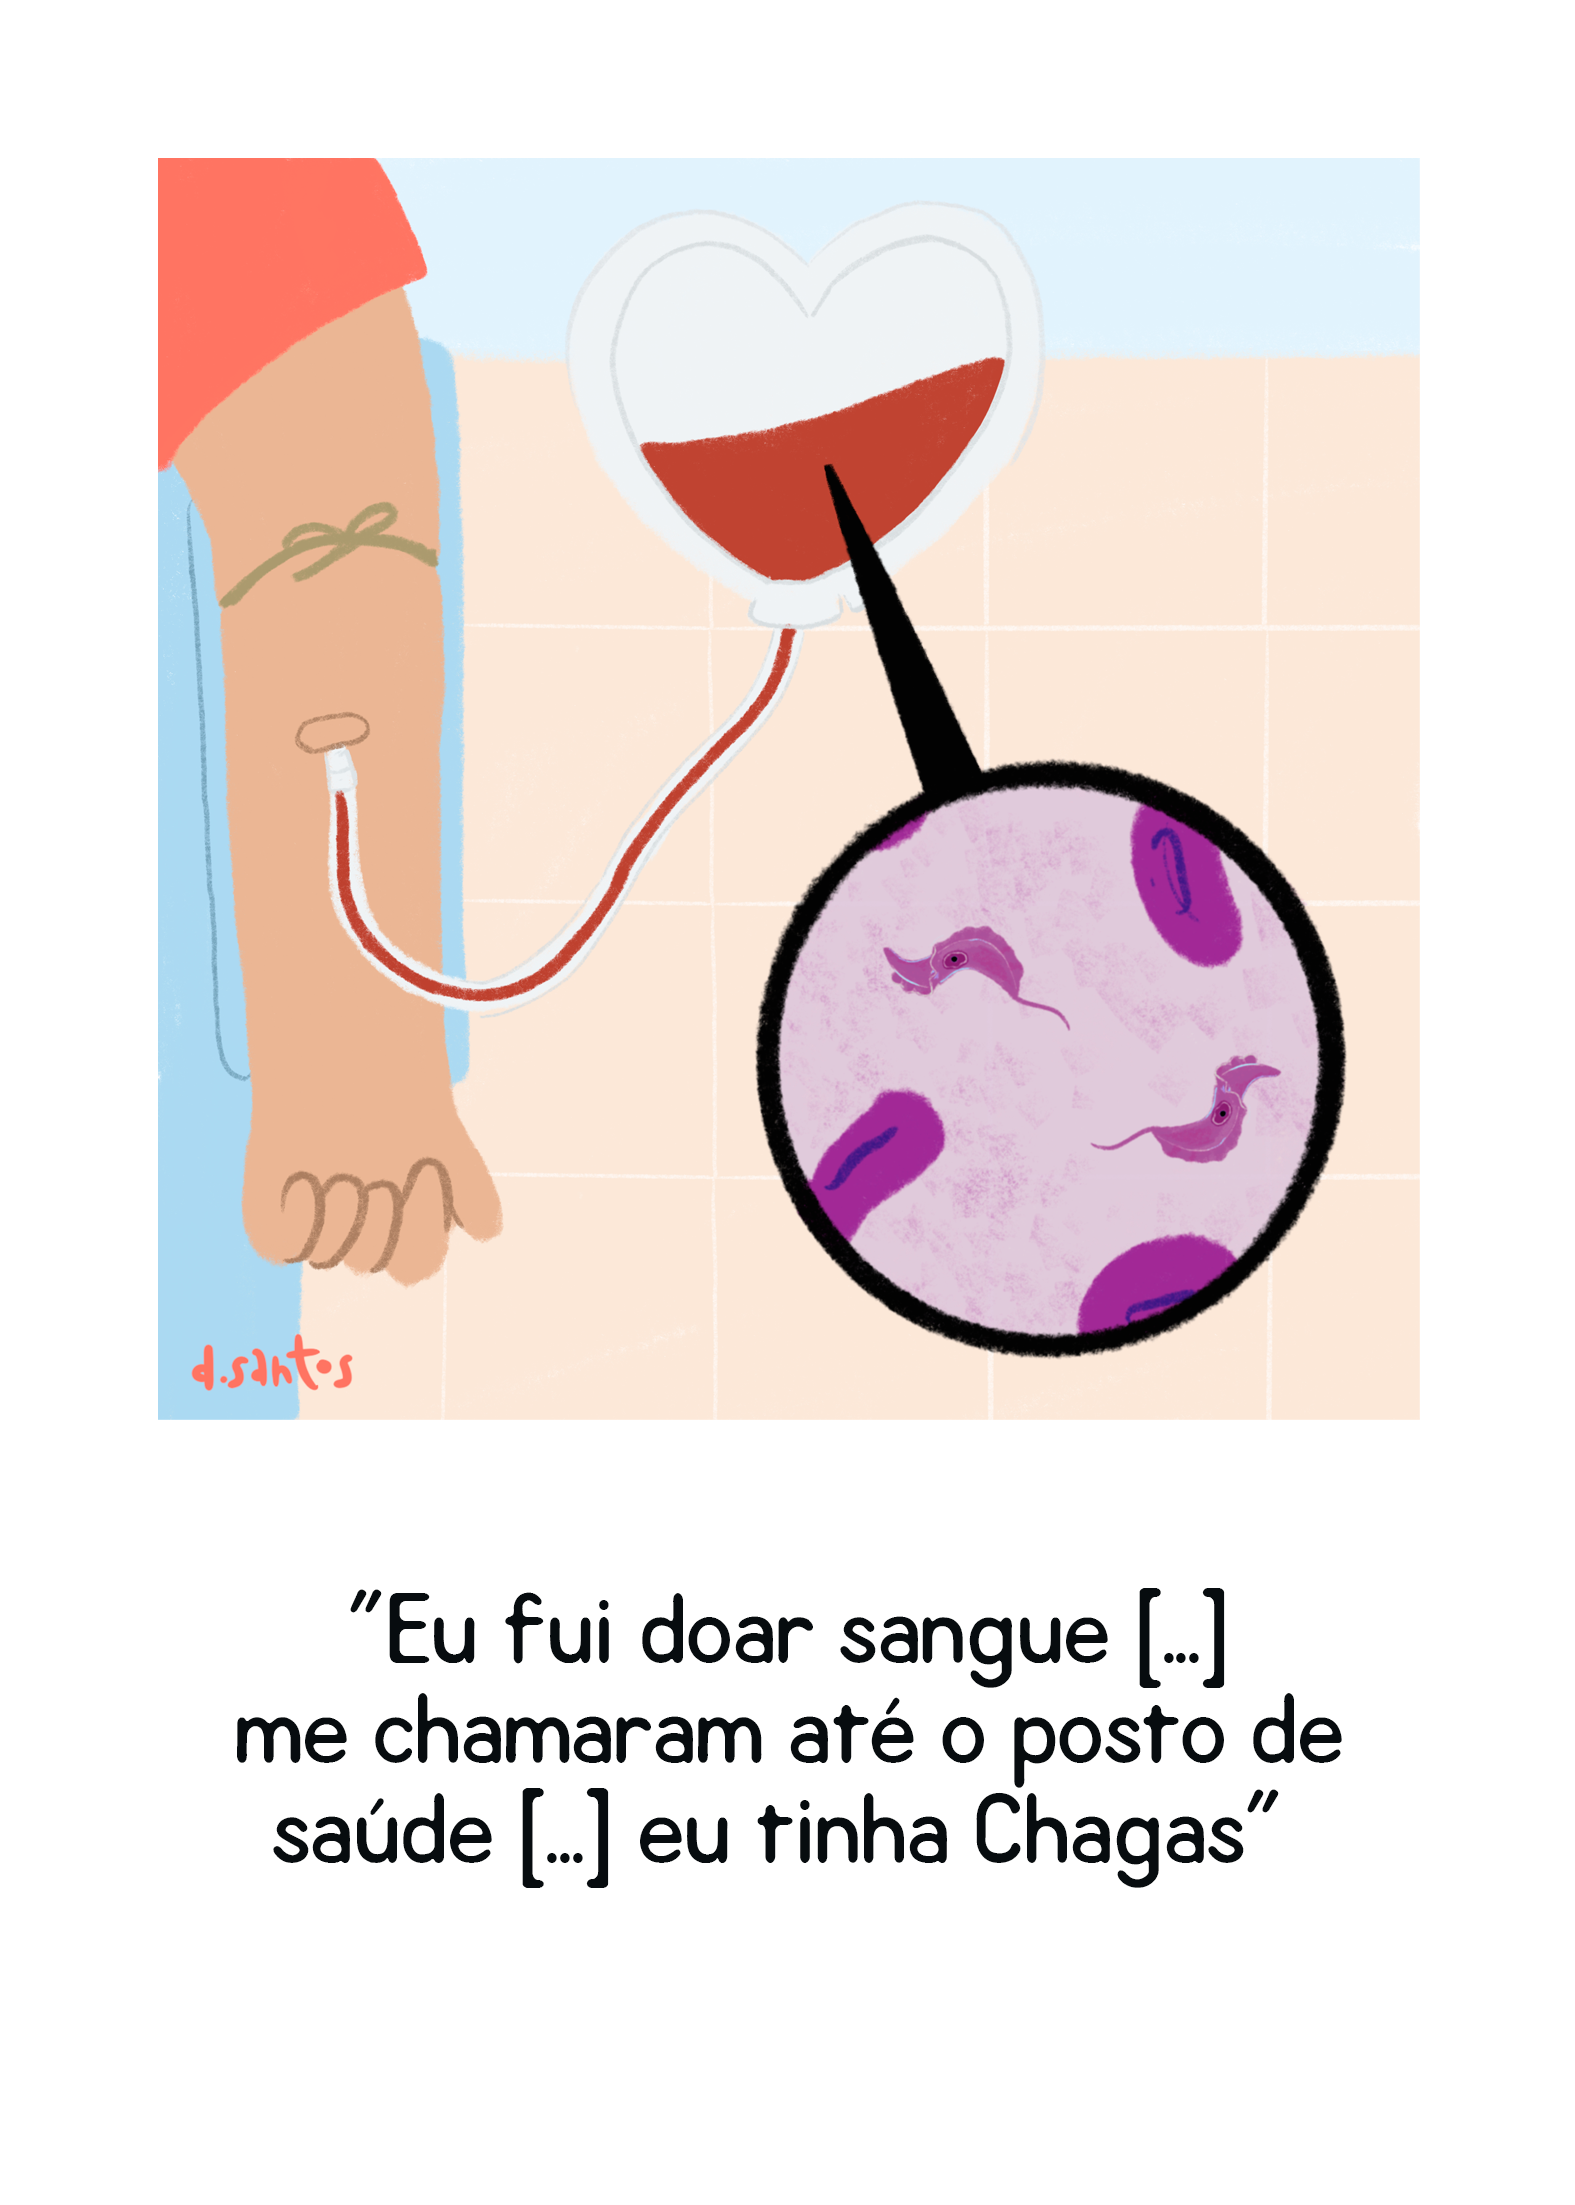 d.santos
"Eu fui doar sangue [...]
me chamaram até o posto de
saúde [...] eu tinha Chagas"